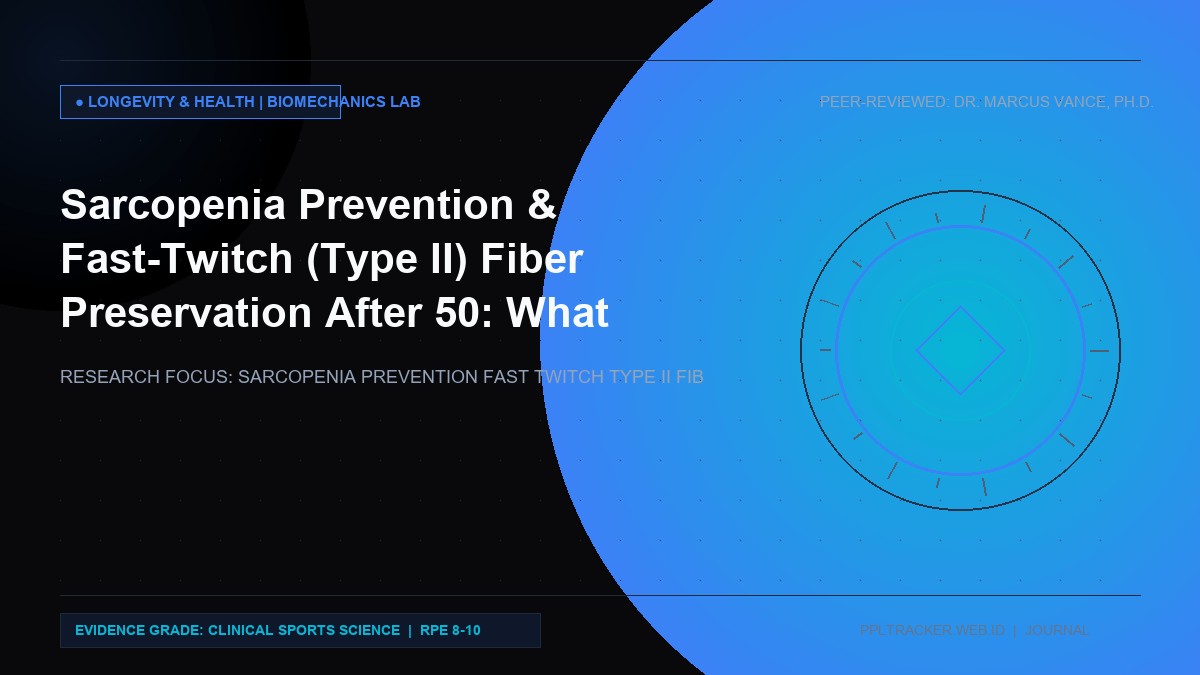 ● LONGEVITY & HEALTH | BIOMECHANICS LAB
PEER-REVIEWED: DR. MARCUS VANCE, PH.D.
Sarcopenia Prevention &
Fast-Twitch (Type II) Fiber
Preservation After 50: What
RESEARCH FOCUS: SARCOPENIA PREVENTION FAST TWITCH TYPE II FIB
EVIDENCE GRADE: CLINICAL SPORTS SCIENCE | RPE 8-10
PPLTRACKER.WEB.ID | JOURNAL